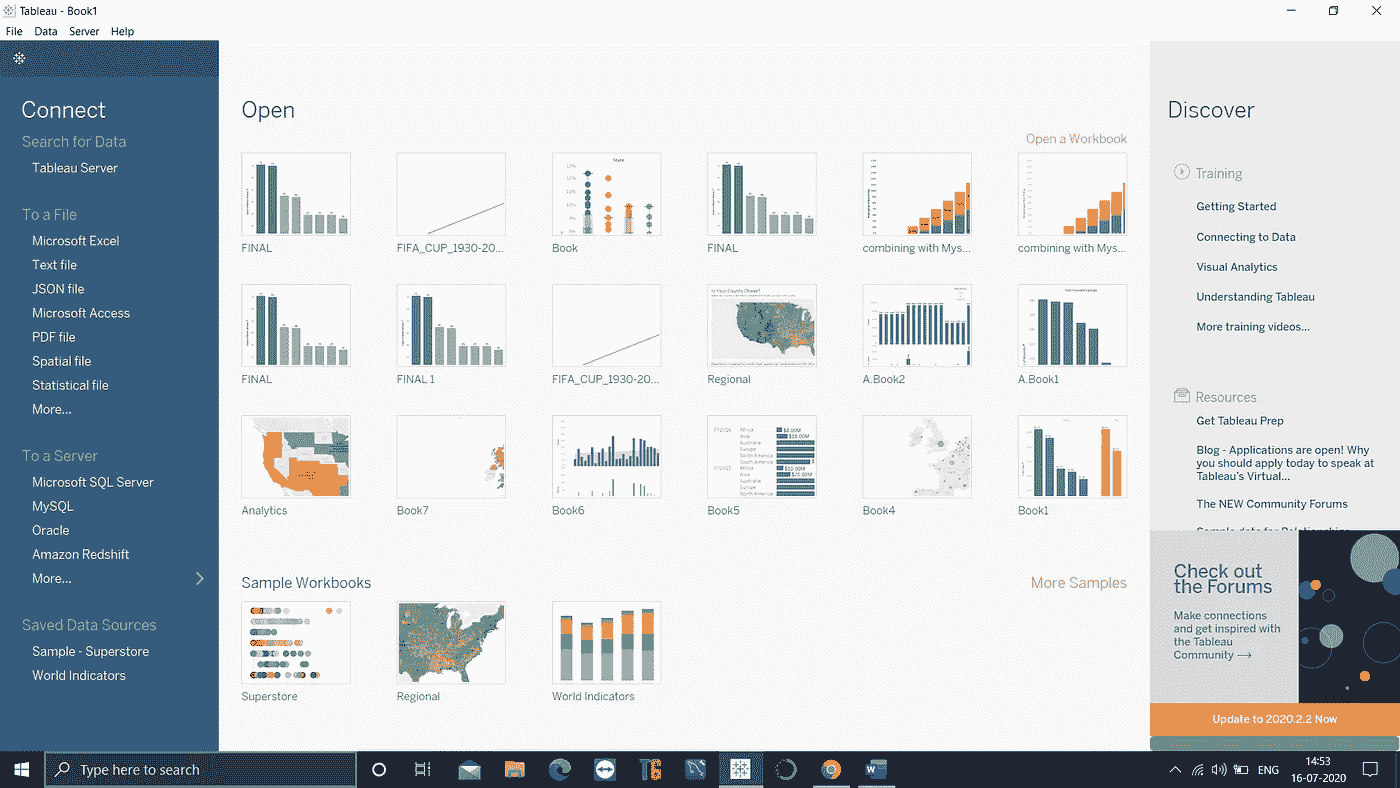 Tableau - Book1
File Data Server Help
Connect
Search for Data
Tableau Server
To a File
Microsoft Excel
Text file
JSON file
Microsoft Access
PDF file
Spatial file
Statistical file
More...
To a Server
Microsoft SQL Server
MySQL
Oracle
Amazon Redshift
More...
Saved Data Sources
Sample - Superstore
World Indicators
Open
Open a Workbook
FINAL
FIFA_CUP_1930-20...
Book
FINAL
combining with Mys...
combining with Mys...
FINAL
FINAL 1
FIFA_CUP_1930-20...
Regional
A.Book2
A.Book1
Analytics
Book7
Book6
Book5
Book4
Book1
Sample Workbooks
More Samples
Superstore
Regional
World Indicators
Discover
Training
Getting Started
Connecting to Data
Visual Analytics
Understanding Tableau
More training videos...
Resources
Get Tableau Prep
Blog - Applications are open! Why
you should apply today to speak at
Tableau's Virtual...
The NEW Community Forums
Check out
the Forums
Make connections
and get inspired with
the Tableau
Community →
Update to 2020.2.2 Now
Type here to search
ENG
14:53
16-07-2020